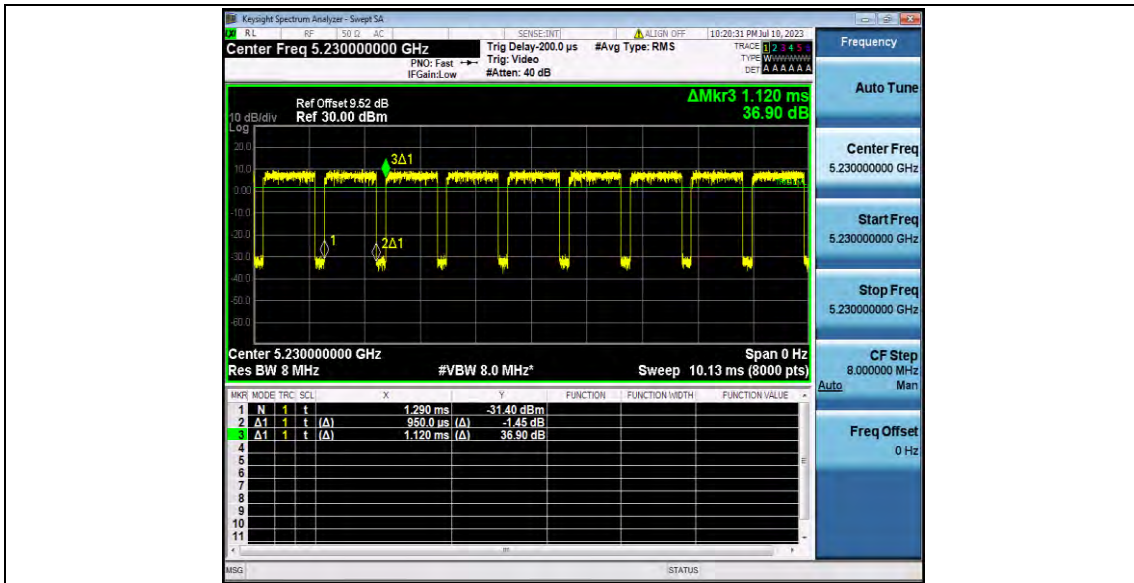 Keysight Spectrum Analyzer - Swept SA
RL RF 50 Ω AC SENSE:INT ALIGN OFF 10:20:31 PM Jul 10, 2023
Center Freq 5.230000000 GHz
Trig Delay-200.0 µs #Avg Type: RMS
TRACE 1 2 3 4 5 6
PNO: Fast Trig: Video
TYPE W
IFGain:Low #Atten: 40 dB
DET A A A A A A
Frequency
Auto Tune
Center Freq
5.230000000 GHz
Start Freq
5.230000000 GHz
Stop Freq
5.230000000 GHz
CF Step
8.000000 MHz
Auto Man
Freq Offset
0 Hz
ΔMkr3 1.120 ms
36.90 dB
Ref Offset 9.52 dB
10 dB/div Ref 30.00 dBm
Log
20.0
10.0
0.00
-10.0
-20.0
-30.0
-40.0
-50.0
-60.0
3Δ1
1
2Δ1
Center 5.230000000 GHz Span 0 Hz
Res BW 8 MHz #VBW 8.0 MHz* Sweep 10.13 ms (8000 pts)
MKR MODE TRC SCL X Y FUNCTION FUNCTION WIDTH FUNCTION VALUE
1 N 1 t 1.290 ms -31.40 dBm
2 Δ1 1 t (Δ) 950.0 µs (Δ) -1.45 dB
3 Δ1 1 t (Δ) 1.120 ms (Δ) 36.90 dB
4
5
6
7
8
9
10
11
MSG STATUS